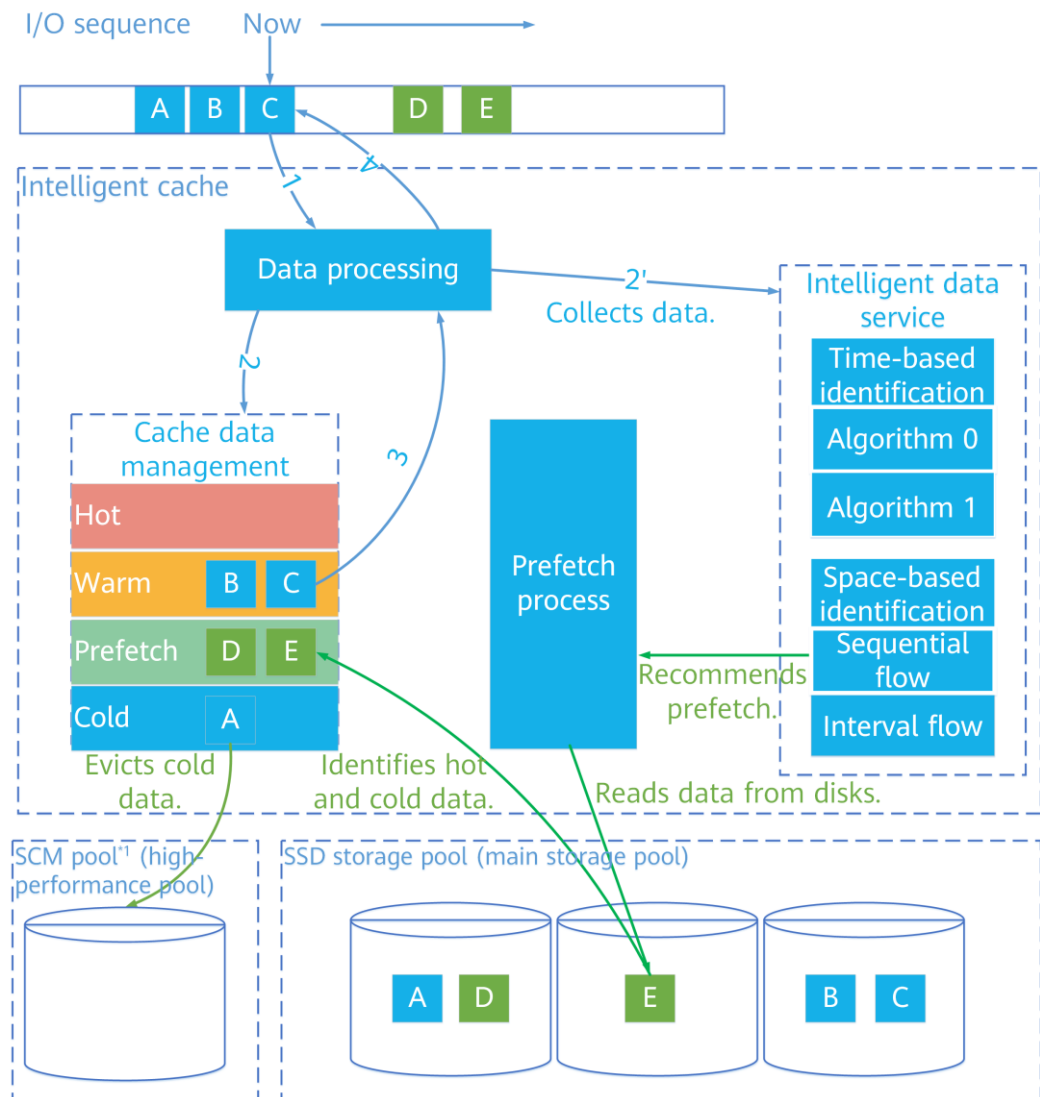 I/O sequence Now
A B C D E
1 4
Intelligent cache
Data processing
2'
Collects data.
Intelligent data
service
Time-based
identification
Algorithm 0
Algorithm 1
Space-based
identification
Sequential
flow
Interval flow
2
3
Cache data
management
Hot
Warm B C
Prefetch D E
Cold A
Prefetch
process
Recommends
prefetch.
Evicts cold
data.
Identifies hot
and cold data.
Reads data from disks.
SCM pool*1 (high-
performance pool)
SSD storage pool (main storage pool)
A D E B C